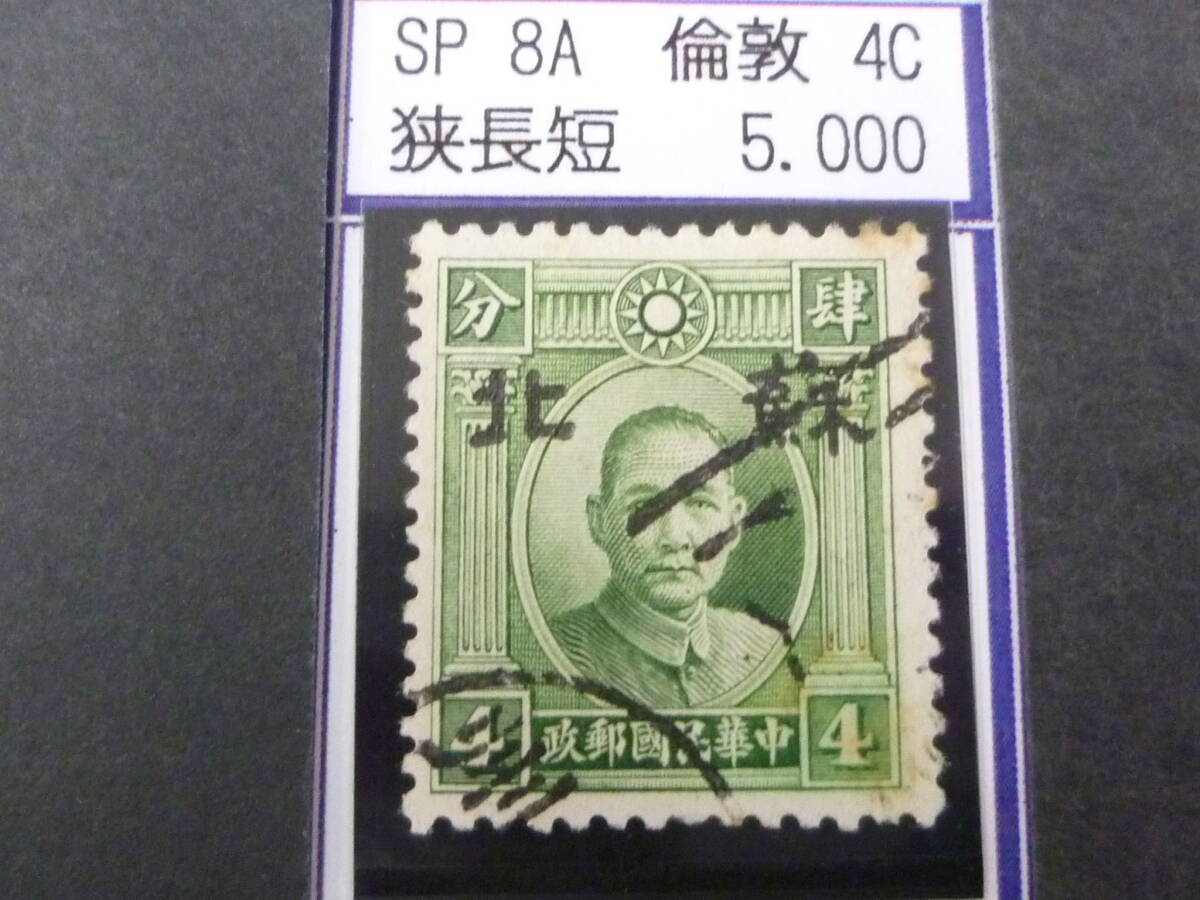 SP 8A 倫敦 4C
狭長短 5.000
分 肆
北 蘇
4 政郵國民華中 4